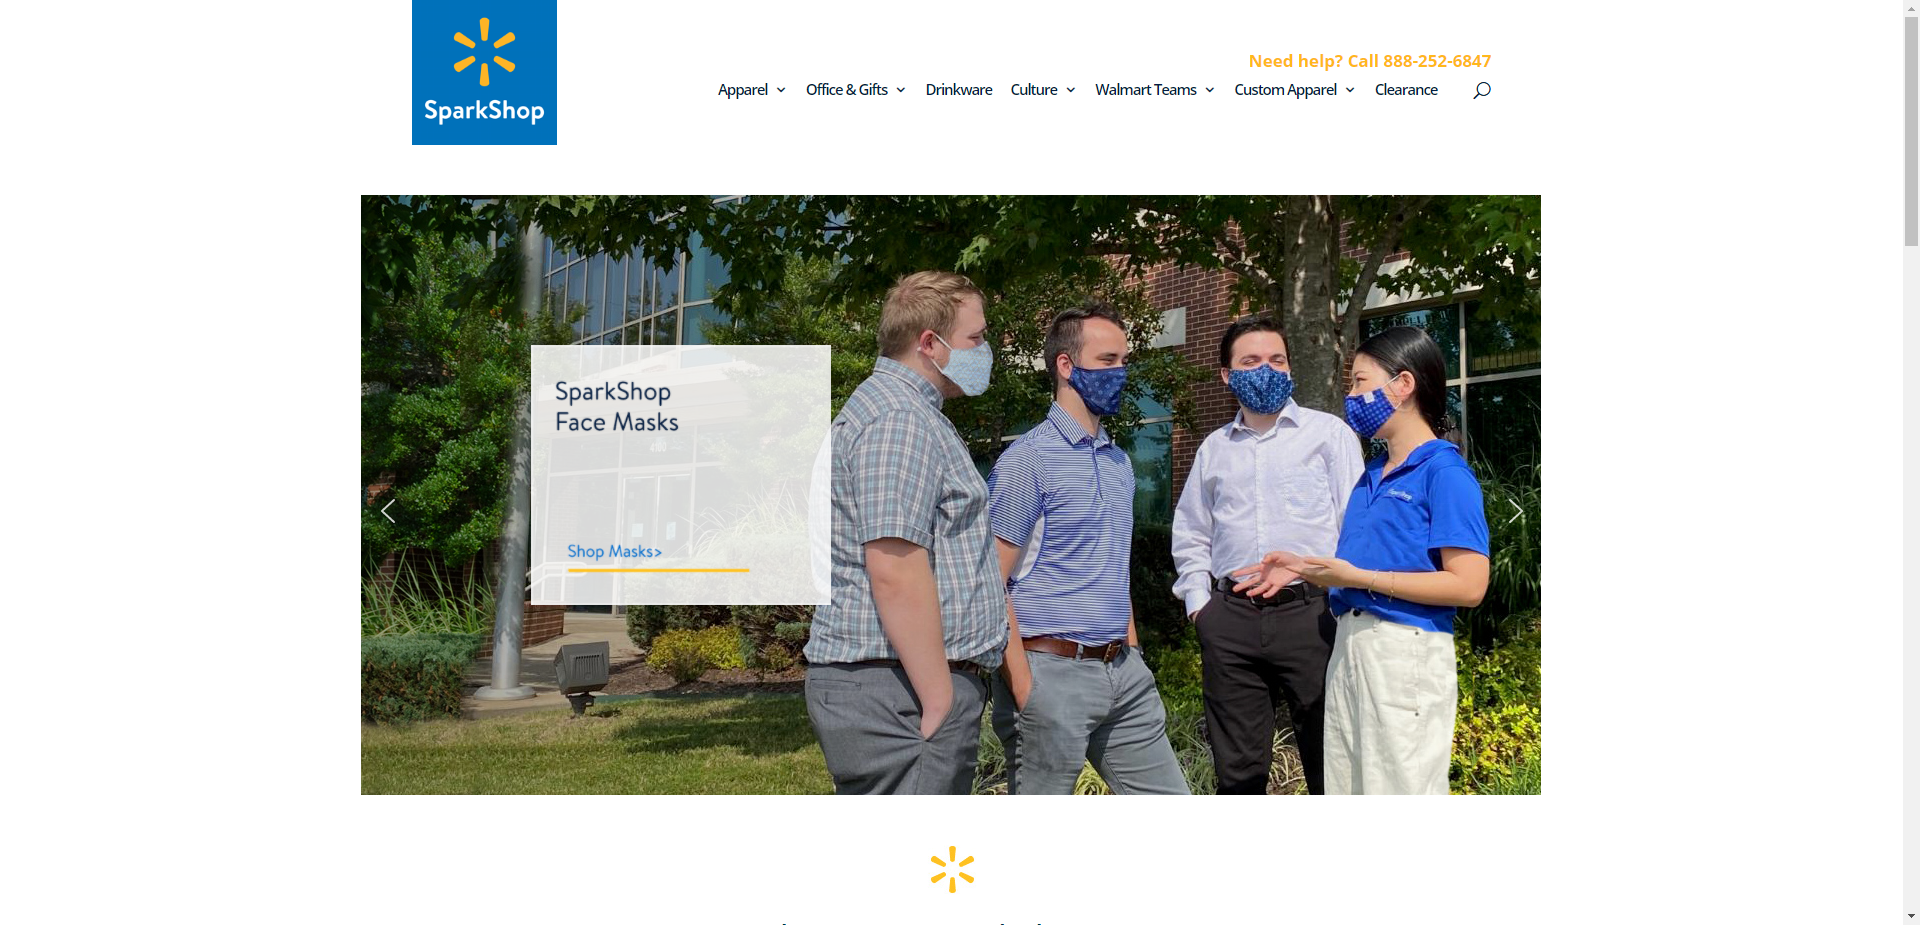 SparkShop
Need help? Call 888-252-6847
Apparel Office & Gifts Drinkware Culture Walmart Teams Custom Apparel Clearance
SparkShop
Face Masks
Shop Masks>